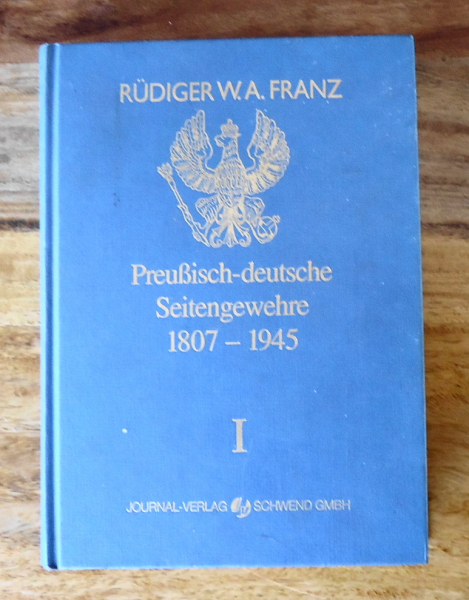 RÜDIGER W. A. FRANZ
Preußisch-deutsche
Seitengewehre
1807 – 1945
I
JOURNAL-VERLAG SCHWEND GMBH